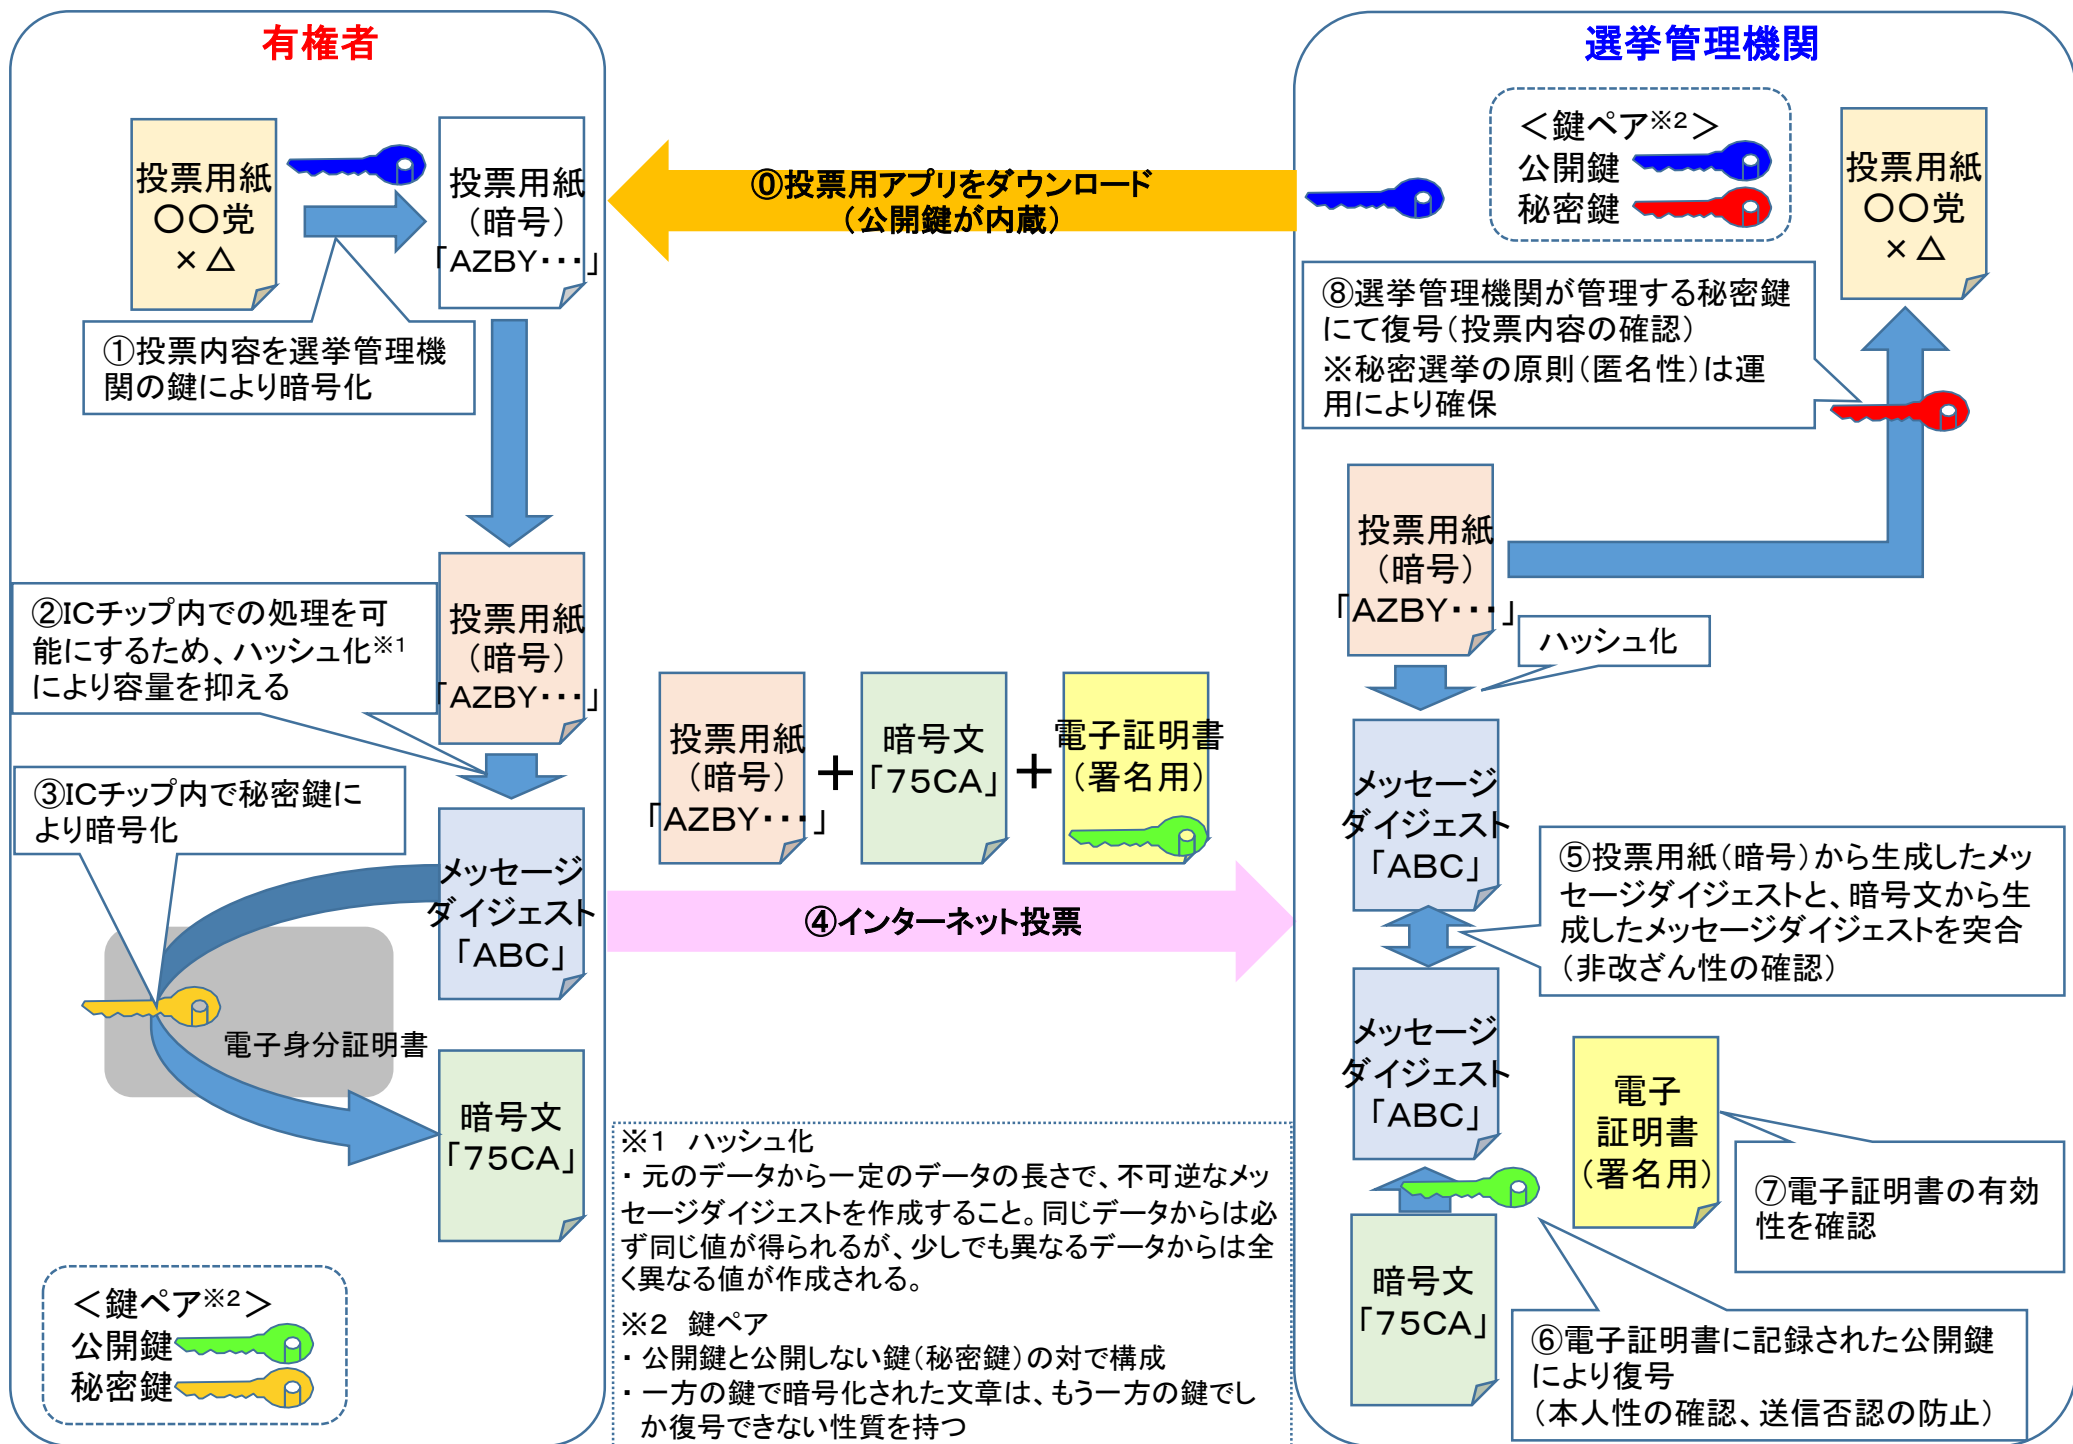 有権者
投票用紙
〇〇党
×△
投票用紙
（暗号）
「AZBY・・・」
①投票内容を選挙管理機
関の鍵により暗号化
②ICチップ内での処理を可
能にするため、ハッシュ化※1
により容量を抑える
投票用紙
（暗号）
「AZBY・・・」
③ICチップ内で秘密鍵に
より暗号化
メッセージ
ダイジェスト
「ABC」
電子身分証明書
暗号文
「75CA」
＜鍵ペア※2＞
公開鍵
秘密鍵
⓪投票用アプリをダウンロード
（公開鍵が内蔵）
投票用紙
（暗号）
「AZBY・・・」
＋
暗号文
「75CA」
＋
電子証明書
（署名用）
④インターネット投票
※1　ハッシュ化
・元のデータから一定のデータの長さで、不可逆なメッ
セージダイジェストを作成すること。同じデータからは必
ず同じ値が得られるが、少しでも異なるデータからは全
く異なる値が作成される。
※2　鍵ペア
・公開鍵と公開しない鍵（秘密鍵）の対で構成
・一方の鍵で暗号化された文章は、もう一方の鍵でし
か復号できない性質を持つ
選挙管理機関
＜鍵ペア※2＞
公開鍵
秘密鍵
投票用紙
〇〇党
×△
⑧選挙管理機関が管理する秘密鍵
にて復号（投票内容の確認）
※秘密選挙の原則（匿名性）は運
用により確保
投票用紙
（暗号）
「AZBY・・・」
ハッシュ化
メッセージ
ダイジェスト
「ABC」
⑤投票用紙（暗号）から生成したメッ
セージダイジェストと、暗号文から生
成したメッセージダイジェストを突合
（非改ざん性の確認）
メッセージ
ダイジェスト
「ABC」
電子
証明書
（署名用）
⑦電子証明書の有効
性を確認
暗号文
「75CA」
⑥電子証明書に記録された公開鍵
により復号
（本人性の確認、送信否認の防止）